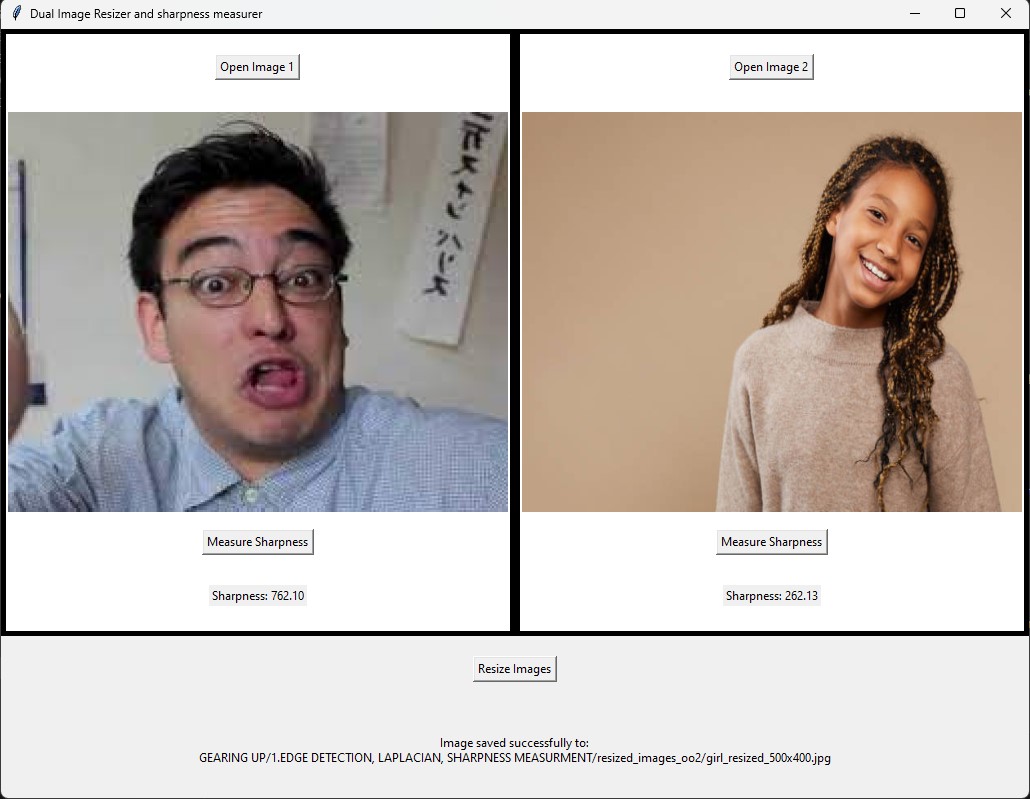 Dual Image Resizer and sharpness measurer
Open Image 1
Open Image 2
Measure Sharpness
Measure Sharpness
Sharpness: 762.10
Sharpness: 262.13
Resize Images
Image saved successfully to:
GEARING UP/1.EDGE DETECTION, LAPLACIAN, SHARPNESS MEASURMENT/resized_images_oo2/girl_resized_500x400.jpg